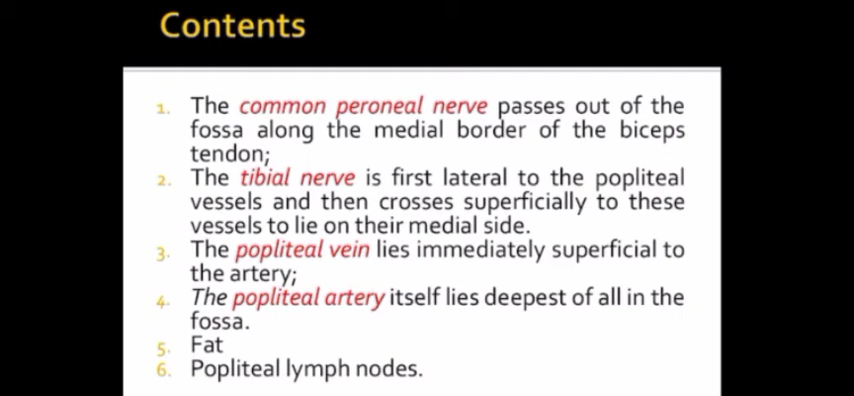 Contents
1. The common peroneal nerve passes out of the
fossa along the medial border of the biceps
tendon;
2. The tibial nerve is first lateral to the popliteal
vessels and then crosses superficially to these
vessels to lie on their medial side.
3. The popliteal vein lies immediately superficial to
the artery;
4. The popliteal artery itself lies deepest of all in the
fossa.
5. Fat
6. Popliteal lymph nodes.